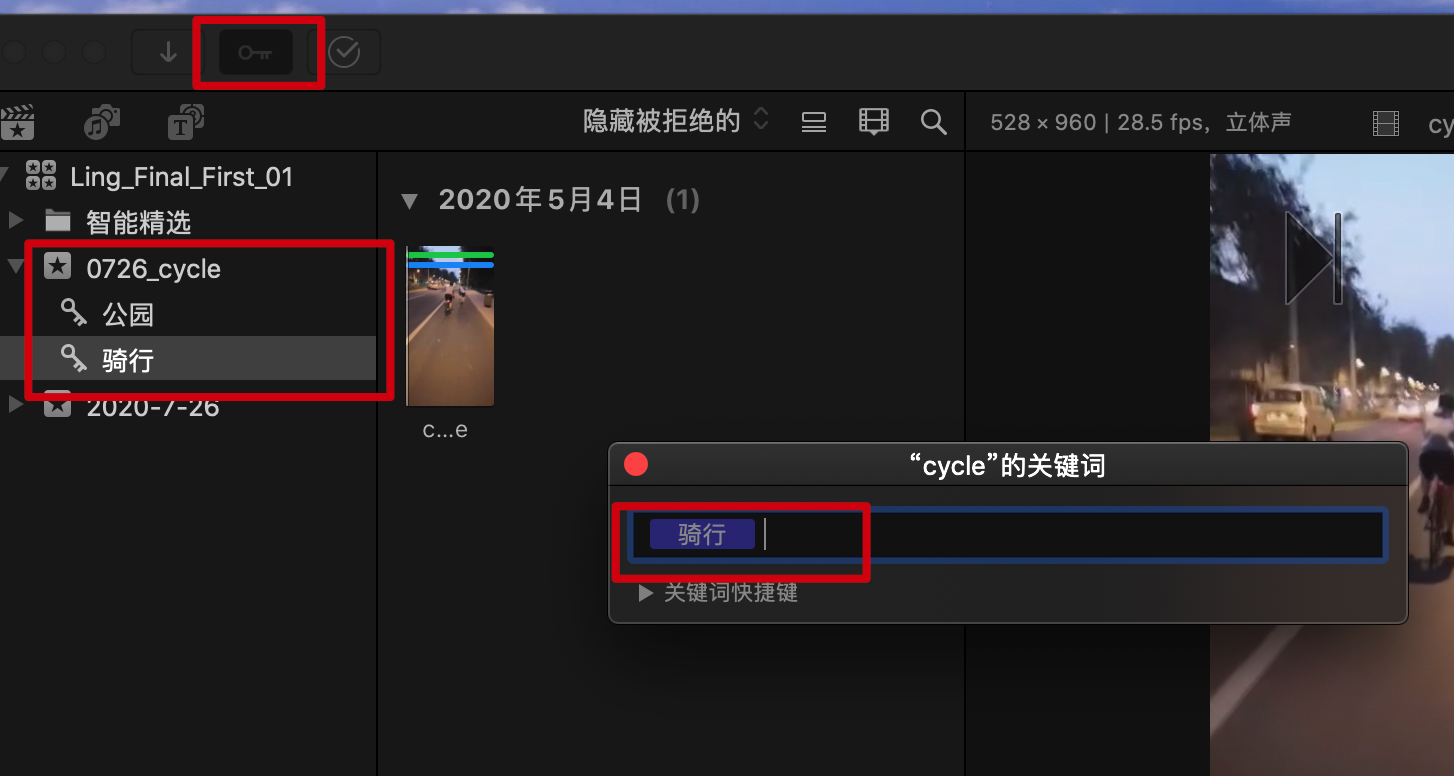 隐藏被拒绝的
528 × 960 | 28.5 fps，立体声
cy
Ling_Final_First_01
智能精选
0726_cycle
公园
骑行
2020-7-26
2020年5月4日 (1)
c...e
“cycle”的关键词
骑行
关键词快捷键